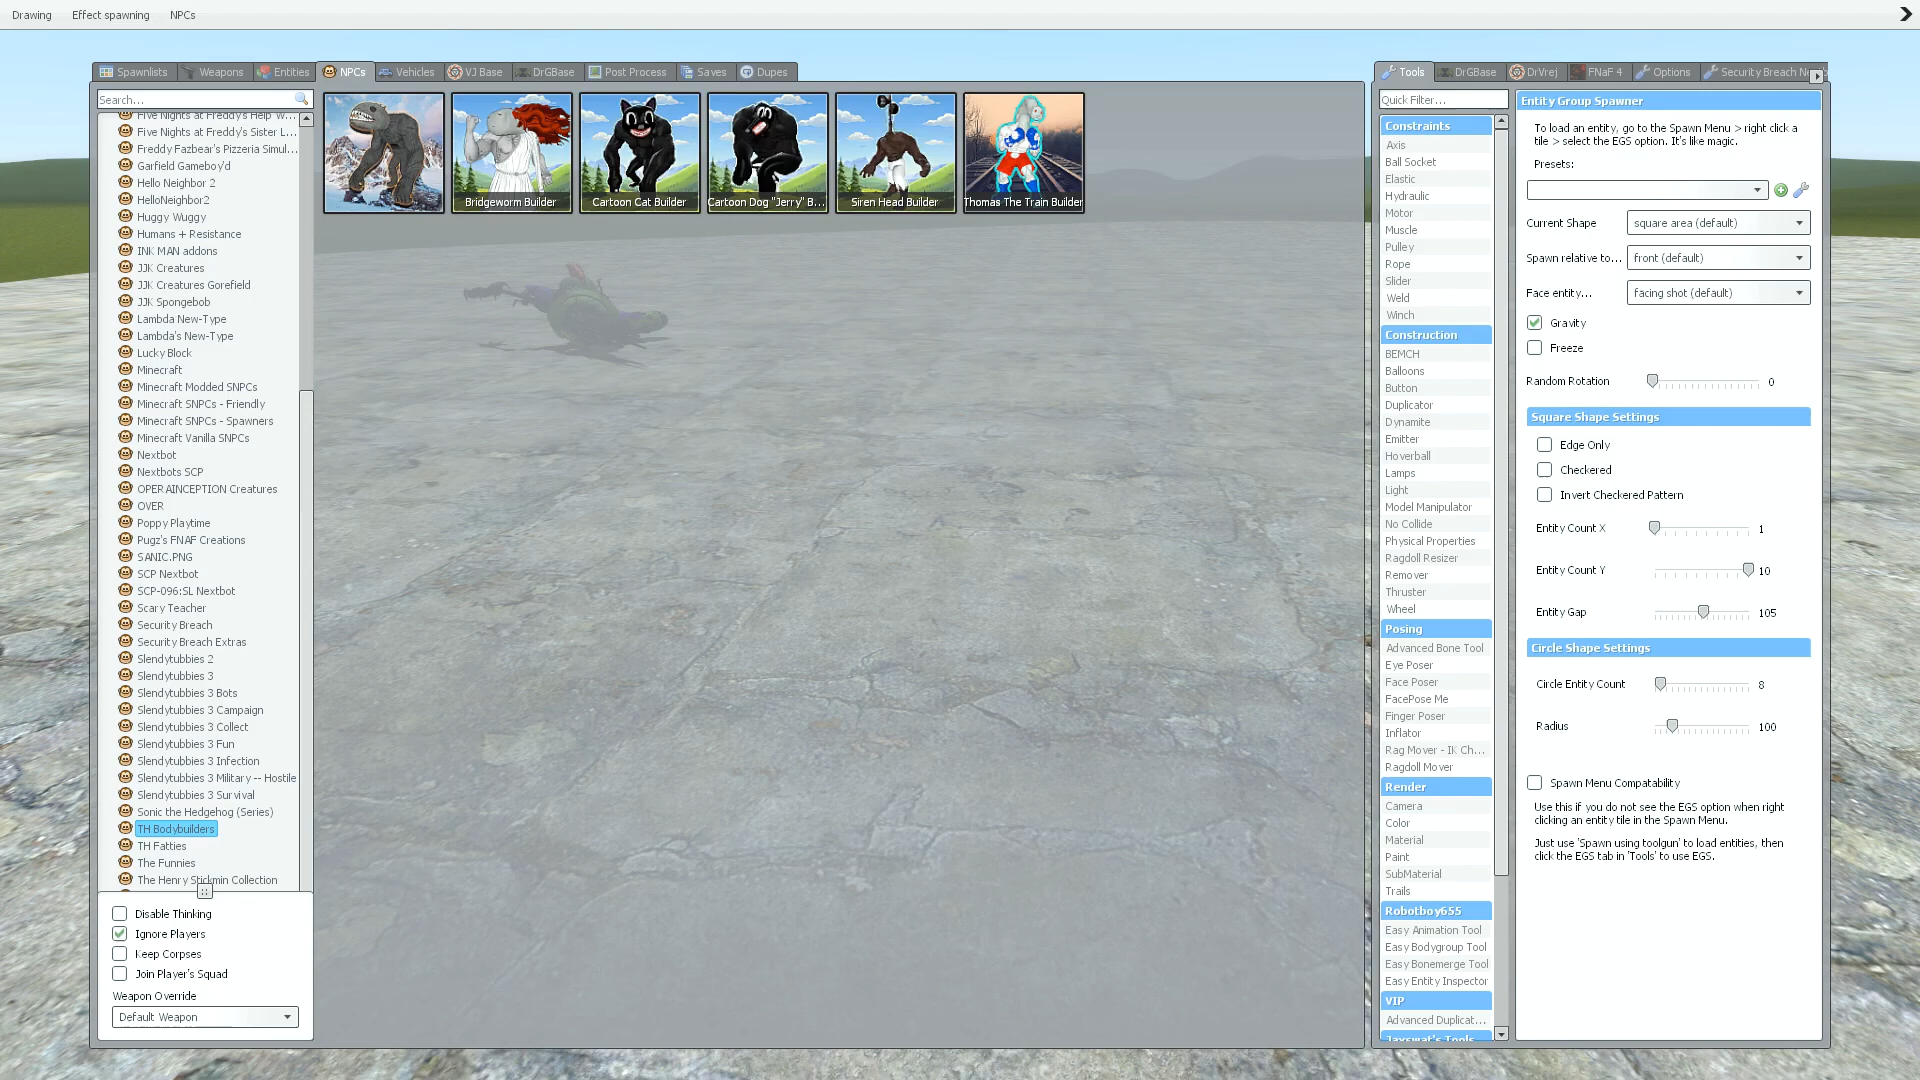 Drawing
Effect spawning
NPCs
Spawnlists
Weapons
Entities
NPCs
Vehicles
VJ Base
DrGBase
Post Process
Saves
Dupes
Search...
Five Nights at Freddy's Help W...
Five Nights at Freddy's Sister L...
Freddy Fazbear's Pizzeria Simul...
Garfield Gameboy'd
Hello Neighbor 2
HelloNeighbor2
Huggy Wuggy
Humans + Resistance
INK MAN addons
JJK Creatures
JJK Creatures Gorefield
JJK Spongebob
Lambda New-Type
Lambda's New-Type
Lucky Block
Minecraft
Minecraft Modded SNPCs
Minecraft SNPCs - Friendly
Minecraft SNPCs - Spawners
Minecraft Vanilla SNPCs
Nextbot
Nextbots SCP
OPERAINCEPTION Creatures
OVER
Poppy Playtime
Pugz's FNAF Creations
SANIC.PNG
SCP Nextbot
SCP-096:SL Nextbot
Scary Teacher
Security Breach
Security Breach Extras
Slendytubbies 2
Slendytubbies 3
Slendytubbies 3 Bots
Slendytubbies 3 Campaign
Slendytubbies 3 Collect
Slendytubbies 3 Fun
Slendytubbies 3 Infection
Slendytubbies 3 Military -- Hostile
Slendytubbies 3 Survival
Sonic the Hedgehog (Series)
TH Bodybuilders
TH Fatties
The Funnies
The Henry Stickmin Collection
Disable Thinking
Ignore Players
Keep Corpses
Join Player's Squad
Weapon Override
Default Weapon
Bridgeworm Builder
Cartoon Cat Builder
Cartoon Dog "Jerry" B...
Siren Head Builder
Thomas The Train Builder
Tools
DrGBase
DrVrej
FNaF 4
Options
Security Breach
Quick Filter...
Constraints
Axis
Ball Socket
Elastic
Hydraulic
Motor
Muscle
Pulley
Rope
Slider
Weld
Winch
Construction
BEMCH
Balloons
Button
Duplicator
Dynamite
Emitter
Hoverball
Lamps
Light
Model Manipulator
No Collide
Physical Properties
Ragdoll Resizer
Remover
Thruster
Wheel
Posing
Advanced Bone Tool
Eye Poser
Face Poser
FacePose Me
Finger Poser
Inflator
Rag Mover - IK Ch...
Ragdoll Mover
Render
Camera
Color
Material
Paint
SubMaterial
Trails
Robotboy655
Easy Animation Tool
Easy Bodygroup Tool
Easy Bonemerge Tool
Easy Entity Inspector
VIP
Advanced Duplicat...
Jayswat's Tools
Entity Group Spawner
To load an entity, go to the Spawn Menu > right click a
tile > select the EGS option. It's like magic.
Presets:
Current Shape
square area (default)
Spawn relative to...
front (default)
Face entity...
facing shot (default)
Gravity
Freeze
Random Rotation
0
Square Shape Settings
Edge Only
Checkered
Invert Checkered Pattern
Entity Count X
1
Entity Count Y
10
Entity Gap
105
Circle Shape Settings
Circle Entity Count
8
Radius
100
Spawn Menu Compatability
Use this if you do not see the EGS option when right
clicking an entity tile in the Spawn Menu.
Just use 'Spawn using toolgun' to load entities, then
click the EGS tab in 'Tools' to use EGS.